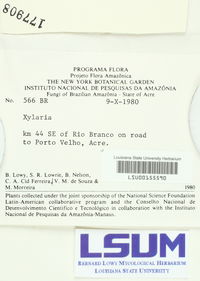 177908
PROGRAMA FLORA
Projeto Flora Amazônica
THE NEW YORK BOTANICAL GARDEN
INSTITUTO NACIONAL DE PESQUISAS DA AMAZÔNIA
Fungi of Brazilian Amazônia - State of Acre
No. 566 BR 9-X-1980
Xylaria
km 44 SE of Rio Branco on road
to Porto Velho, Acre.
Louisiana State University Herbarium
LSU00155590
B. Lowy, S. R. Lowrie, B. Nelson,
C. A. Cid Ferreira, V. M. de Souza &
M. Morreira 1980
Plants collected under the joint sponsorship of the National Science Foundation
Latin-American collaborative program and the Conselho Nacional de
Desenvolvimento Científico e Tecnológico in collaboration with the Instituto
Nacional de Pesquisas da Amazônia-Manaus.
LSUM
BERNARD LOWRY MYCOLOGICAL HERBARIUM
LOUISIANA STATE UNIVERSITY